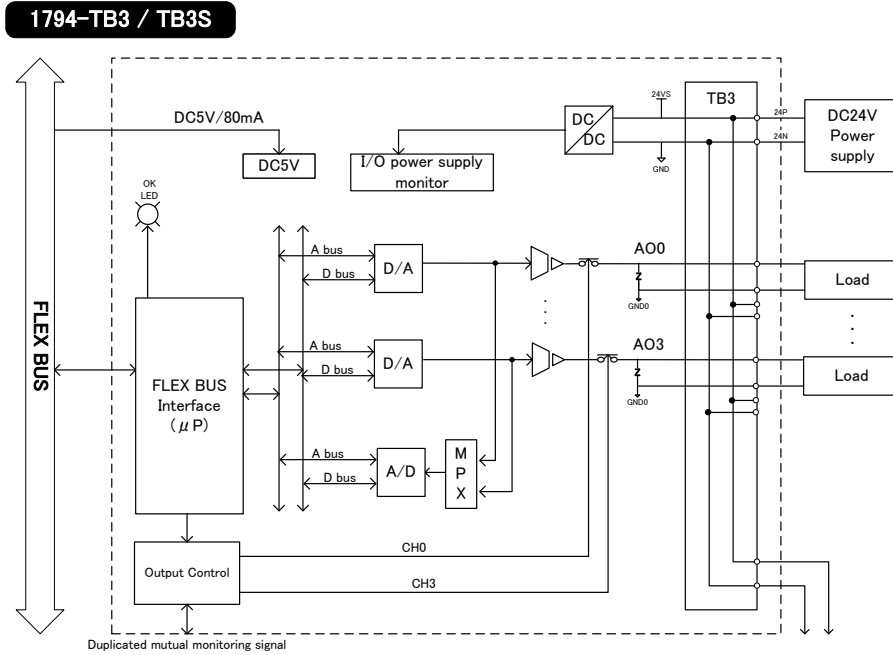 1794-TB3 / TB3S
DC5V/80mA
DC5V
I/O power supply
monitor
DC
DC
24VS
GND
TB3
24P
24N
DC24V
Power
supply
OK
LED
FLEX BUS
FLEX BUS
Interface
(μP)
A bus
D bus
D/A
AO0
GND0
Load
A bus
D bus
D/A
AO3
GND0
Load
A bus
D bus
A/D
M
P
X
Output Control
CH0
CH3
Duplicated mutual monitoring signal